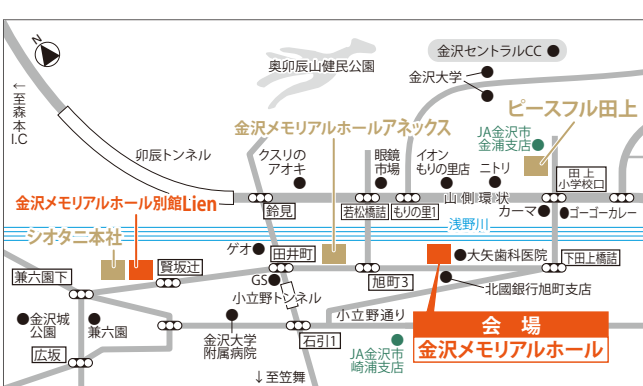 N
←至森本I.C
奥卯辰山健民公園
金沢セントラルCC
金沢大学
ピースフル田上
卯辰トンネル
金沢メモリアルホールアネックス
JA金沢市
金浦支店
クスリの
アオキ
眼鏡
市場
イオン
もりの里店
ニトリ
田上
小学校口
金沢メモリアルホール別館Lien
鈴見
若松橋詰
もりの里1
山側環状
カーマ
ゴーゴーカレー
浅野川
シオタニ本社
ゲオ
田井町
大矢歯科医院
下田上橋詰
兼六園下
賢坂辻
GS
旭町3
北國銀行旭町支店
小立野トンネル
小立野通り
金沢城
公園
兼六園
金沢大学
附属病院
石引1
会場
金沢メモリアルホール
広坂
JA金沢市
崎浦支店
↓至笠舞